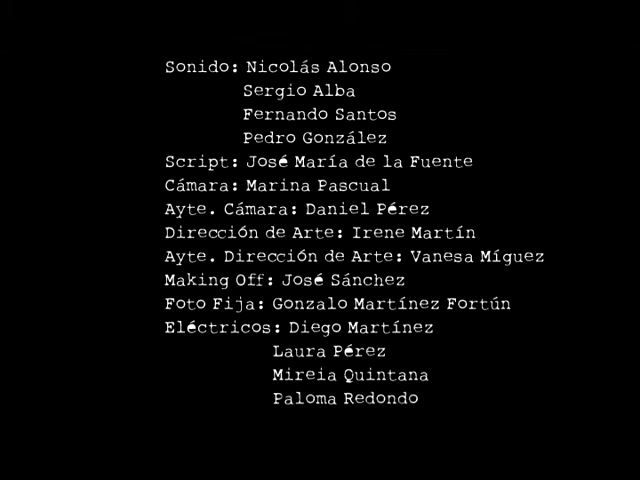 Sonido: Nicolás Alonso
Sergio Alba
Fernando Santos
Pedro González
Script: José María de la Fuente
Cámara: Marina Pascual
Ayte. Cámara: Daniel Pérez
Dirección de Arte: Irene Martín
Ayte. Dirección de Arte: Vanesa Míguez
Making Off: José Sánchez
Foto Fija: Gonzalo Martínez Fortún
Eléctricos: Diego Martínez
Laura Pérez
Mireia Quintana
Paloma Redondo